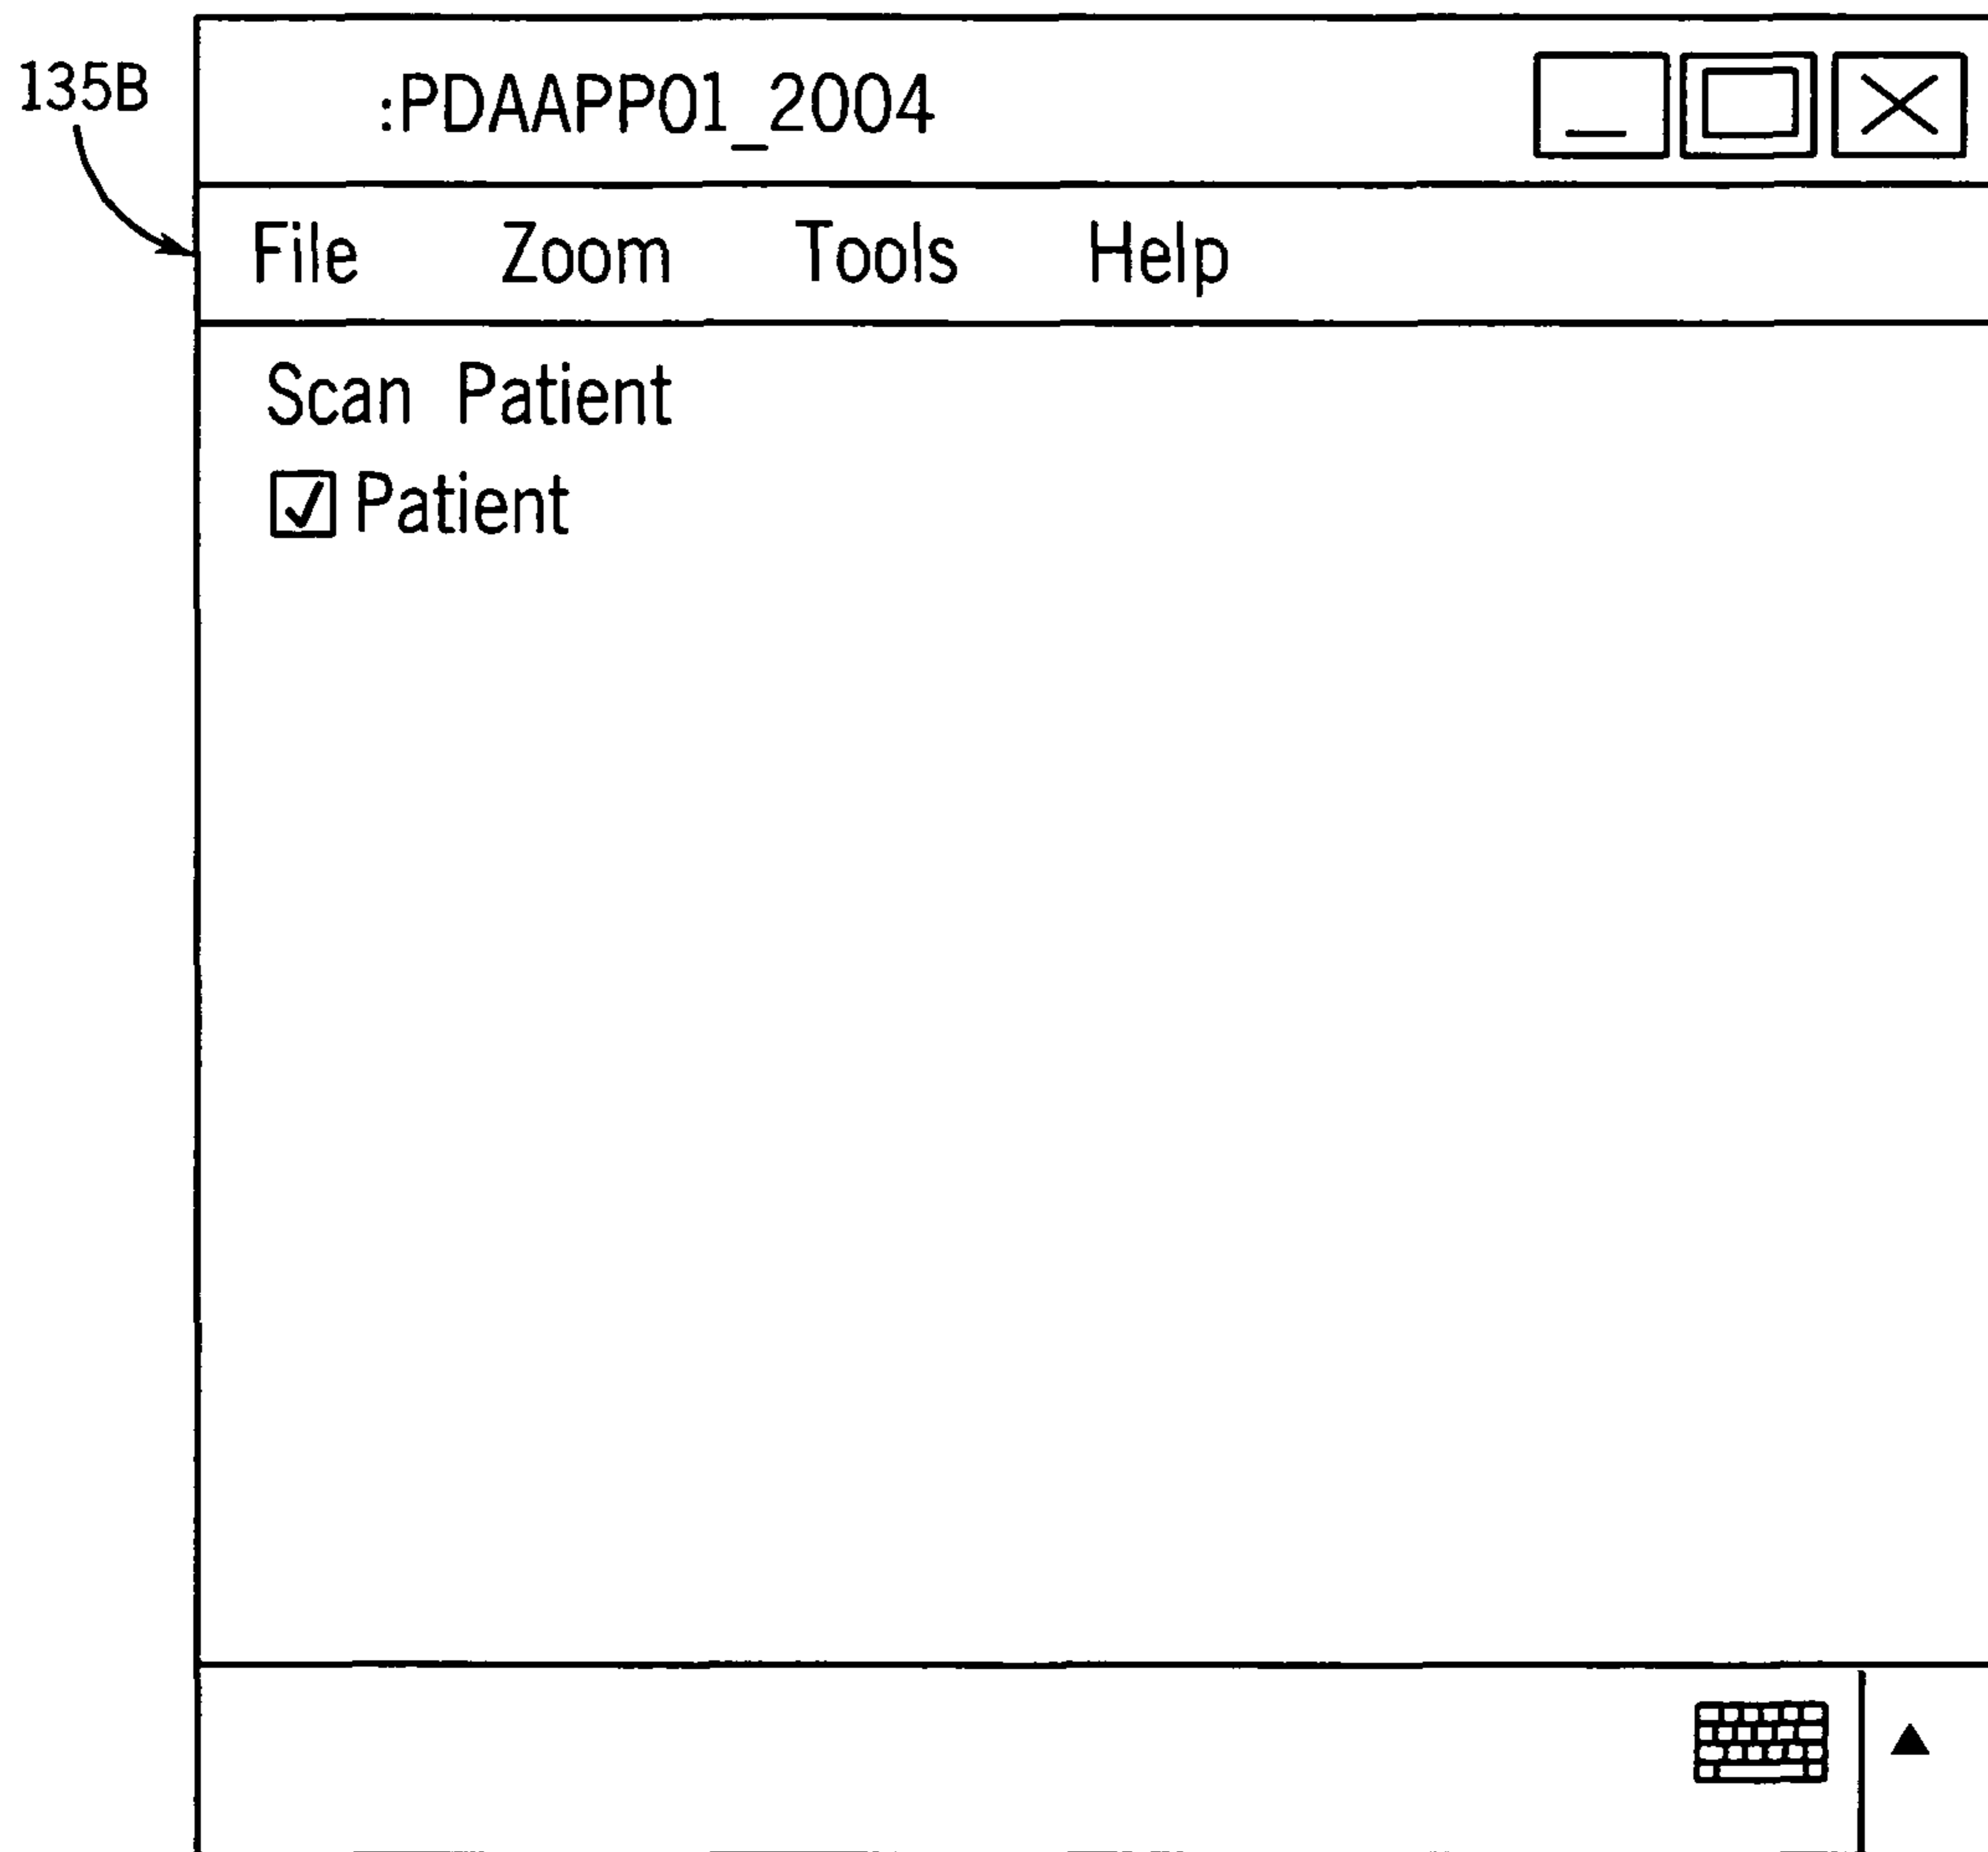 135B
:PDAAPP01_2004
File Zoom Tools Help
Scan Patient
Patient